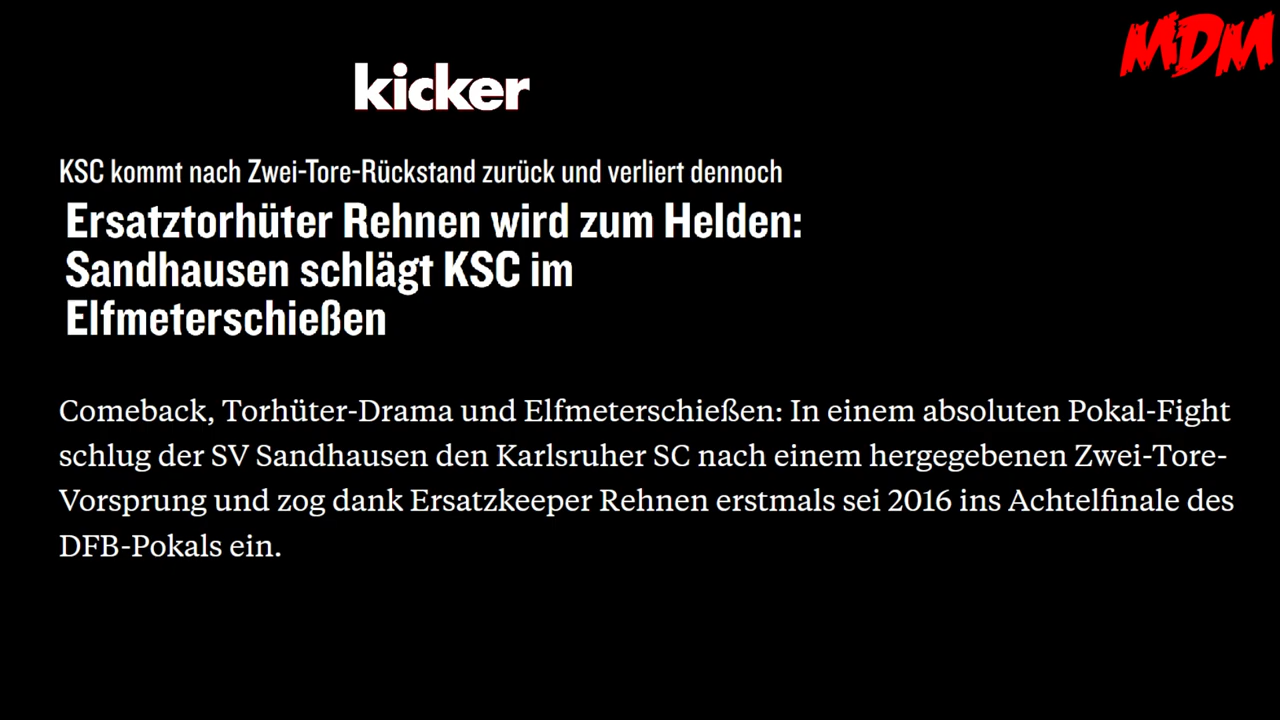 MDM
kicker
KSC kommt nach Zwei-Tore-Rückstand zurück und verliert dennoch
Ersatztorhüter Rehnen wird zum Helden:
Sandhausen schlägt KSC im
Elfmeterschießen
Comeback, Torhüter-Drama und Elfmeterschießen: In einem absoluten Pokal-Fight
schlug der SV Sandhausen den Karlsruher SC nach einem hergegebenen Zwei-Tore-
Vorsprung und zog dank Ersatzkeeper Rehnen erstmals sei 2016 ins Achtelfinale des
DFB-Pokals ein.